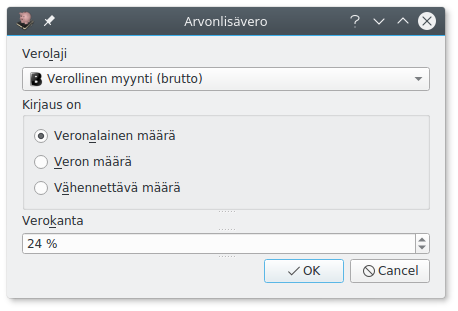 Arvonlisävero
Verolaji
Verollinen myynti (brutto)
Kirjaus on
Veronalainen määrä
Veron määrä
Vähennettävä määrä
Verokanta
24 %
OK
Cancel